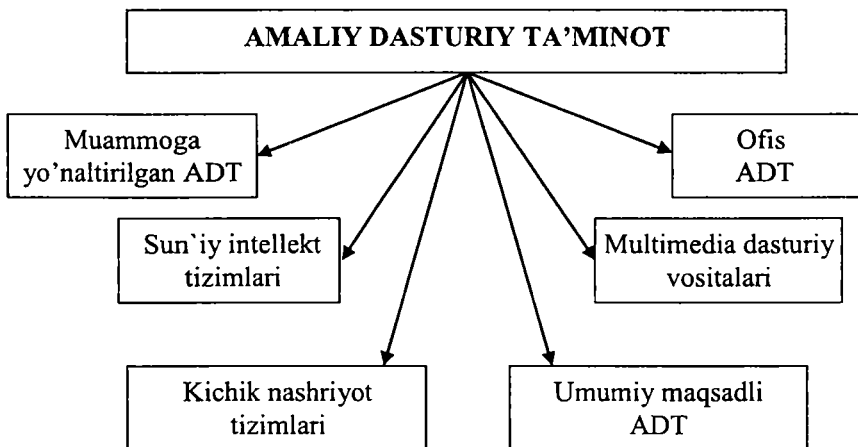 AMALIY DASTURIY TA’MINOT
Muammoga
yo’naltirilgan ADT
Ofis
ADT
Sun`iy intellekt
tizimlari
Multimedia dasturiy
vositalari
Kichik nashriyot
tizimlari
Umumiy maqsadli
ADT